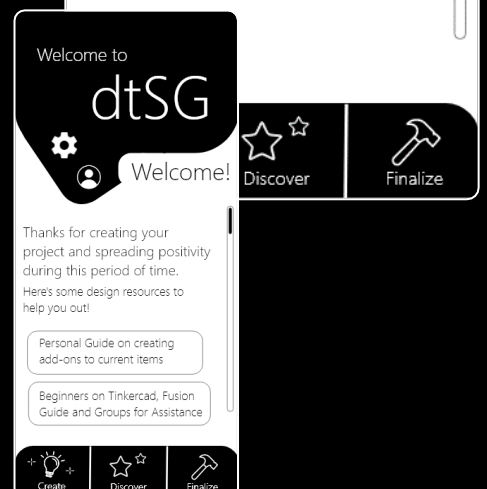 Welcome to
dtSG
Welcome!
Thanks for creating your
project and spreading positivity
during this period of time.
Here's some design resources to
help you out!
Personal Guide on creating
add-ons to current items
Beginners on Tinkercad, Fusion
Guide and Groups for Assistance
Create
Discover
Finalize
Discover
Finalize